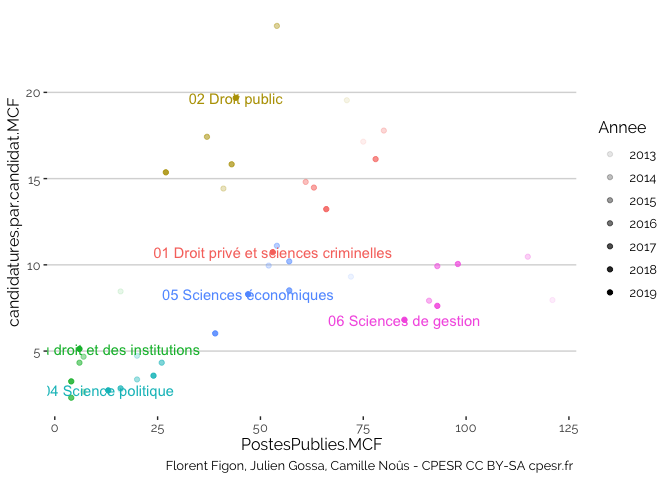 candidatures.par.candidat.MCF
20
15
10
5
02 Droit public
01 Droit privé et sciences criminelles
05 Sciences économiques
06 Sciences de gestion
droit et des institutions
04 Science politique
0
25
50
75
100
125
PostesPublies.MCF
Annee
2013
2014
2015
2016
2017
2018
2019
Florent Figon, Julien Gossa, Camille Noûs - CPESR CC BY-SA cpesr.fr